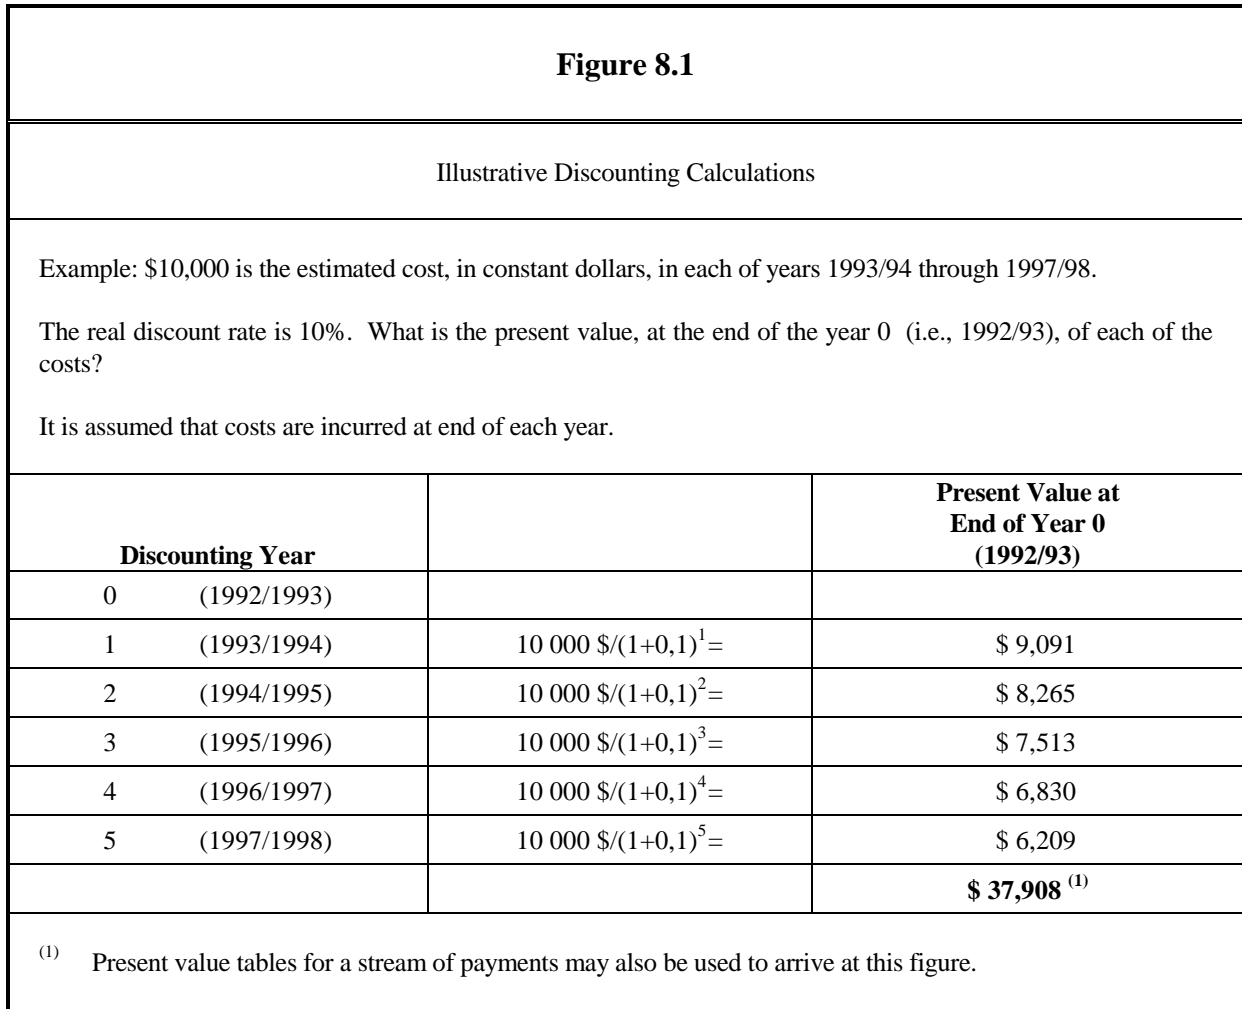 Figure 8.1
Illustrative Discounting Calculations
Example: $10,000 is the estimated cost, in constant dollars, in each of years 1993/94 through 1997/98.
The real discount rate is 10%. What is the present value, at the end of the year 0 (i.e., 1992/93), of each of the
costs?
It is assumed that costs are incurred at end of each year.
Discounting Year
Present Value at
End of Year 0
(1992/93)
0 (1992/1993)
1 (1993/1994) 10 000 $/(1+0,1)¹= $ 9,091
2 (1994/1995) 10 000 $/(1+0,1)²= $ 8,265
3 (1995/1996) 10 000 $/(1+0,1)³= $ 7,513
4 (1996/1997) 10 000 $/(1+0,1)⁴= $ 6,830
5 (1997/1998) 10 000 $/(1+0,1)⁵= $ 6,209
$ 37,908 ⁽¹⁾
⁽¹⁾ Present value tables for a stream of payments may also be used to arrive at this figure.